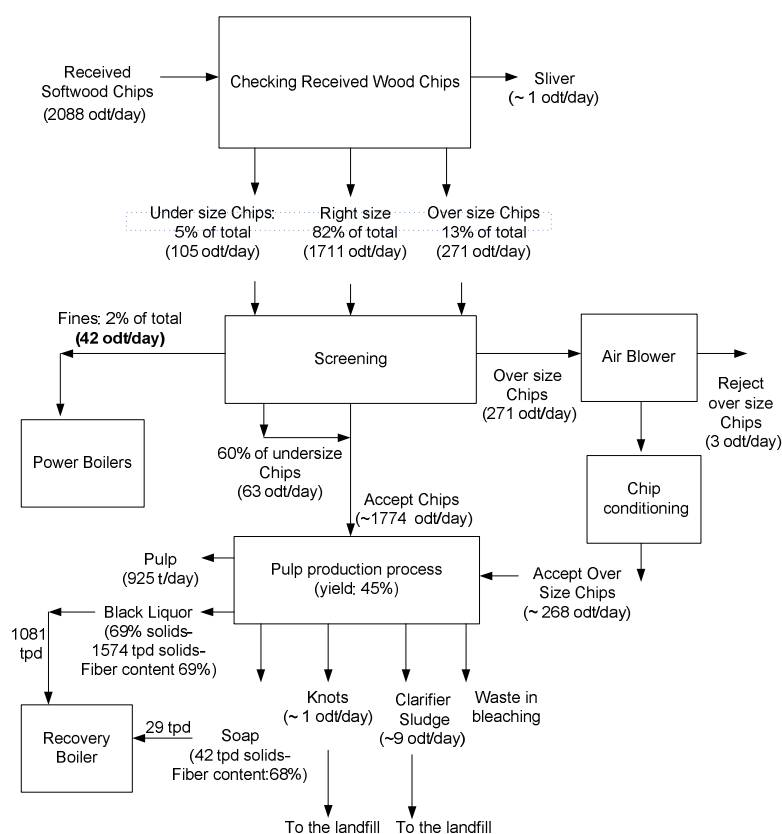 Received
Softwood Chips
(2088 odt/day)
Checking Received Wood Chips
Sliver
(~ 1 odt/day)
Under size Chips:
5% of total
(105 odt/day)
Right size
82% of total
(1711 odt/day)
Over size Chips
13% of total
(271 odt/day)
Fines: 2% of total
(42 odt/day)
Screening
Air Blower
Over size
Chips
(271 odt/day)
Reject
over size
Chips
(3 odt/day)
Power Boilers
60% of undersize
Chips
(63 odt/day)
Chip
conditioning
Accept Chips
(~1774 odt/day)
Pulp production process
(yield: 45%)
Pulp
(925 t/day)
Accept Over
Size Chips
(~ 268 odt/day)
Black Liquor
(69% solids-
1574 tpd solids-
Fiber content 69%)
1081
tpd
Knots
(~ 1 odt/day)
Clarifier
Sludge
(~9 odt/day)
Waste in
bleaching
Recovery
Boiler
29 tpd
Soap
(42 tpd solids-
Fiber content:68%)
To the landfill
To the landfill